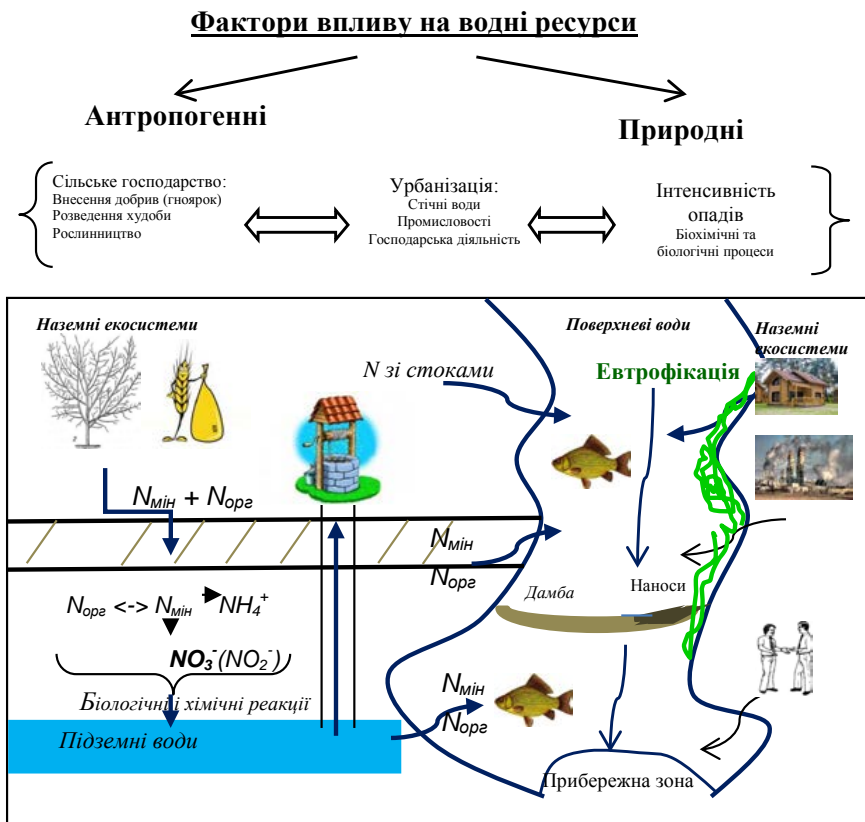 Фактори впливу на водні ресурси
Антропогенні
Природні
Сільське господарство:
Внесення добрив (гноярок)
Розведення худоби
Рослинництво
Урбанізація:
Стічні води
Промисловості
Господарська діяльність
Інтенсивність
опадів
Біохімічні та
біологічні процеси
Наземні екосистеми
Поверхневі води
Наземні
екосистеми
N зі стоками
Евтрофікація
Nмін + Nорг
Nмін
Nорг
Дамба
Наноси
Nорг <-> Nмін NH4+
NO3-(NO2-)
Біологічні і хімічні реакції
Nмін
Nорг
Підземні води
Прибережна зона